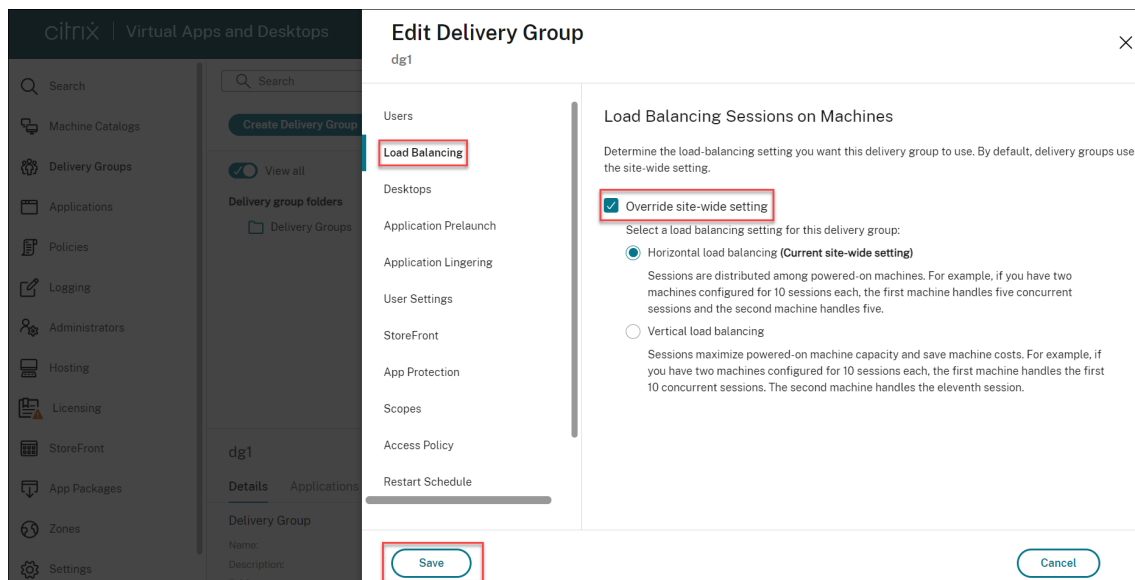 citrix | Virtual Apps and Desktops
Search
Machine Catalogs
Delivery Groups
Applications
Policies
Logging
Administrators
Hosting
Licensing
StoreFront
App Packages
Zones
Settings
Search
Create Delivery Group
View all
Delivery group folders
Delivery Groups
dg1
Details Applications
Delivery Group
Name:
Description:
Edit Delivery Group
dg1
Users
Load Balancing
Desktops
Application Prelaunch
Application Lingering
User Settings
StoreFront
App Protection
Scopes
Access Policy
Restart Schedule
Load Balancing Sessions on Machines
Determine the load-balancing setting you want this delivery group to use. By default, delivery groups use
the site-wide setting.
Override site-wide setting
Select a load balancing setting for this delivery group:
Horizontal load balancing (Current site-wide setting)
Sessions are distributed among powered-on machines. For example, if you have two
machines configured for 10 sessions each, the first machine handles five concurrent
sessions and the second machine handles five.
Vertical load balancing
Sessions maximize powered-on machine capacity and save machine costs. For example, if
you have two machines configured for 10 sessions each, the first machine handles the first
10 concurrent sessions. The second machine handles the eleventh session.
Save
Cancel